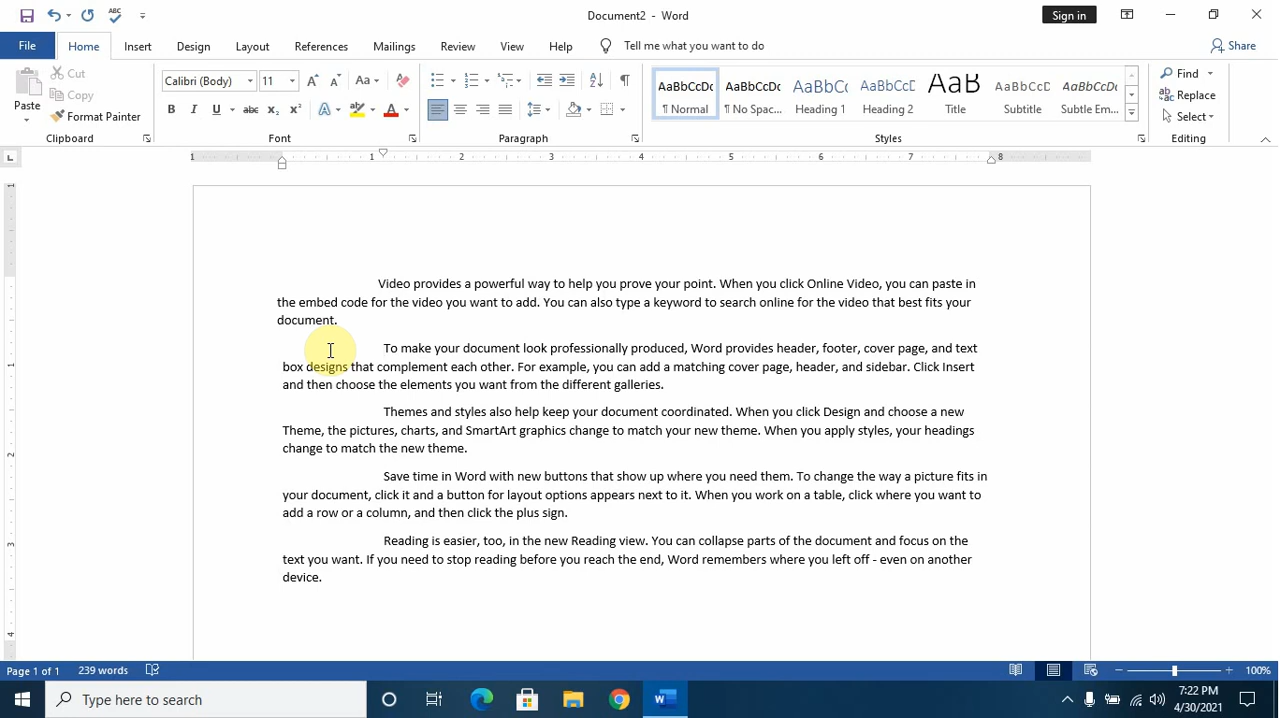 Document2 - Word
Sign in
File Home Insert Design Layout References Mailings Review View Help Tell me what you want to do Share
Paste
Cut
Copy
Format Painter
Clipboard
Calibri (Body) 11
Font
Paragraph
AaBbCcDc AaBbCcDc AaBbCc AaBbCcD AaB AaBbCcD AaBbCcDc
¶ Normal ¶ No Spac... Heading 1 Heading 2 Title Subtitle Subtle Em...
Styles
Find
Replace
Select
Editing
1 1 2 3 4 5 6 7 8
Video provides a powerful way to help you prove your point. When you click Online Video, you can paste in
the embed code for the video you want to add. You can also type a keyword to search online for the video that best fits your
document.
To make your document look professionally produced, Word provides header, footer, cover page, and text
box designs that complement each other. For example, you can add a matching cover page, header, and sidebar. Click Insert
and then choose the elements you want from the different galleries.
Themes and styles also help keep your document coordinated. When you click Design and choose a new
Theme, the pictures, charts, and SmartArt graphics change to match your new theme. When you apply styles, your headings
change to match the new theme.
Save time in Word with new buttons that show up where you need them. To change the way a picture fits in
your document, click it and a button for layout options appears next to it. When you work on a table, click where you want to
add a row or a column, and then click the plus sign.
Reading is easier, too, in the new Reading view. You can collapse parts of the document and focus on the
text you want. If you need to stop reading before you reach the end, Word remembers where you left off - even on another
device.
Page 1 of 1 239 words 100%
Type here to search
7:22 PM
4/30/2021